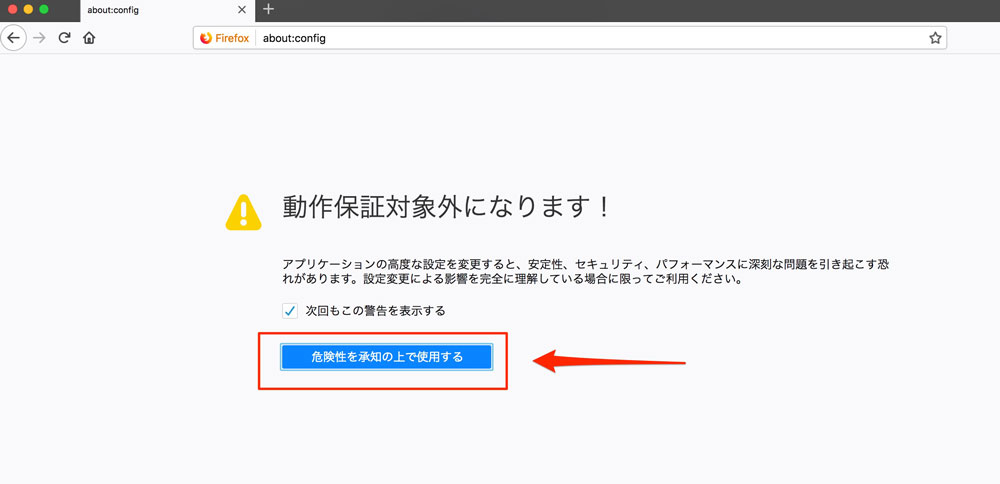 about:config
Firefox
about:config
動作保証対象外になります！
アプリケーションの高度な設定を変更すると、安定性、セキュリティ、パフォーマンスに深刻な問題を引き起こす恐
れがあります。設定変更による影響を完全に理解している場合に限ってご利用ください。
次回もこの警告を表示する
危険性を承知の上で使用する